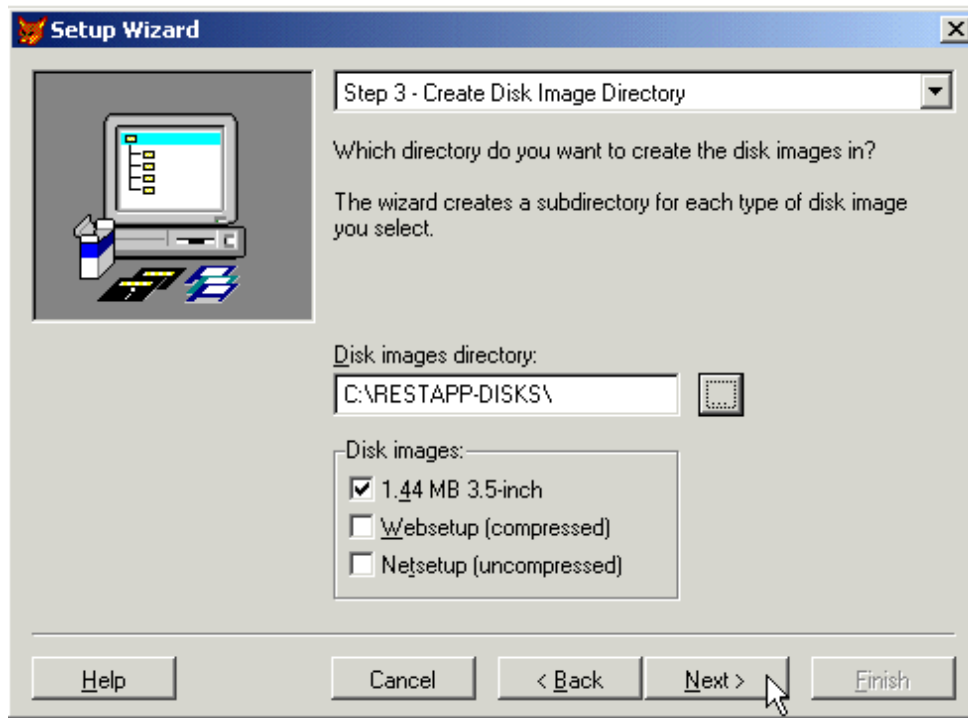 Setup Wizard
Step 3 - Create Disk Image Directory
Which directory do you want to create the disk images in?
The wizard creates a subdirectory for each type of disk image
you select.
Disk images directory:
C:\RESTAPP-DISKS\
...
Disk images:
1.44 MB 3.5-inch
Websetup (compressed)
Netsetup (uncompressed)
Help
Cancel
< Back
Next >
Finish